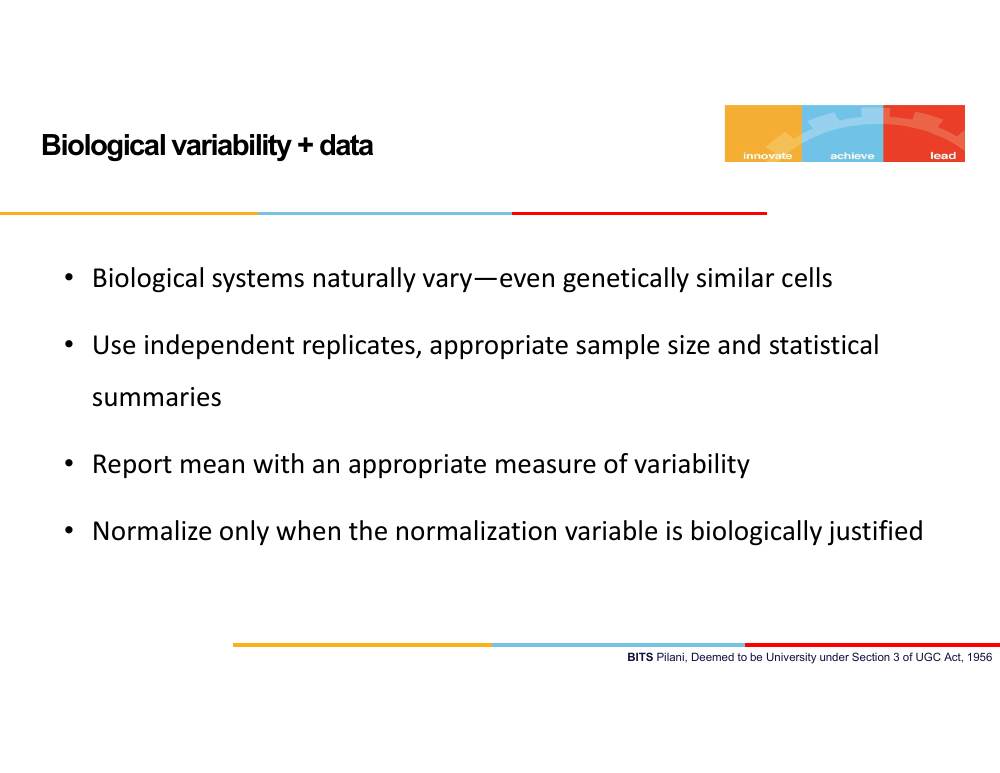 Biological variability + data
innovate achieve lead
• Biological systems naturally vary—even genetically similar cells
• Use independent replicates, appropriate sample size and statistical
summaries
• Report mean with an appropriate measure of variability
• Normalize only when the normalization variable is biologically justified
BITS Pilani, Deemed to be University under Section 3 of UGC Act, 1956